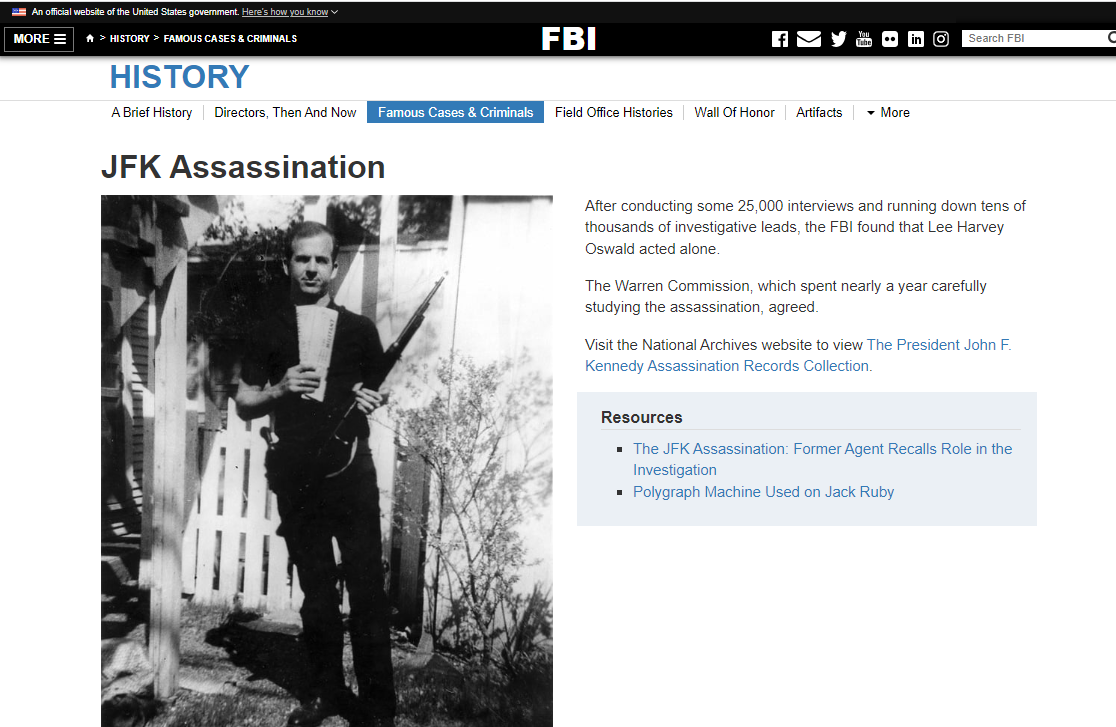 An official website of the United States government. Here's how you know
MORE
> HISTORY > FAMOUS CASES & CRIMINALS
FBI
You
Tube
in
Search FBI
HISTORY
A Brief History
Directors, Then And Now
Famous Cases & Criminals
Field Office Histories
Wall Of Honor
Artifacts
More
JFK Assassination
After conducting some 25,000 interviews and running down tens of
thousands of investigative leads, the FBI found that Lee Harvey
Oswald acted alone.
The Warren Commission, which spent nearly a year carefully
studying the assassination, agreed.
Visit the National Archives website to view The President John F.
Kennedy Assassination Records Collection.
Resources
The JFK Assassination: Former Agent Recalls Role in the
Investigation
Polygraph Machine Used on Jack Ruby